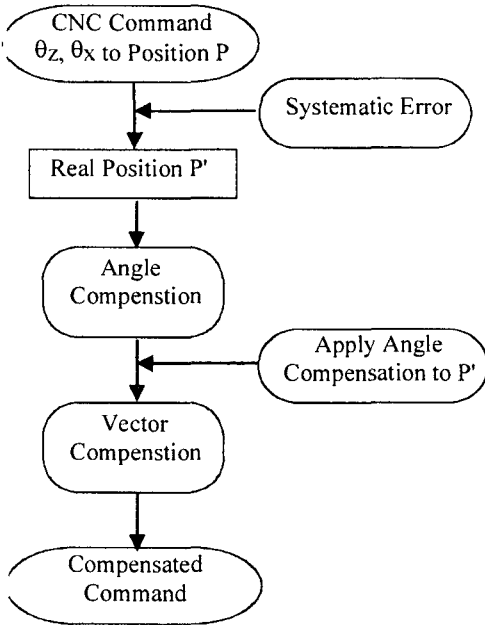 CNC Command
θz, θx to Position P
Systematic Error
Real Position P'
Angle
Compenstion
Apply Angle
Compensation to P'
Vector
Compenstion
Compensated
Command